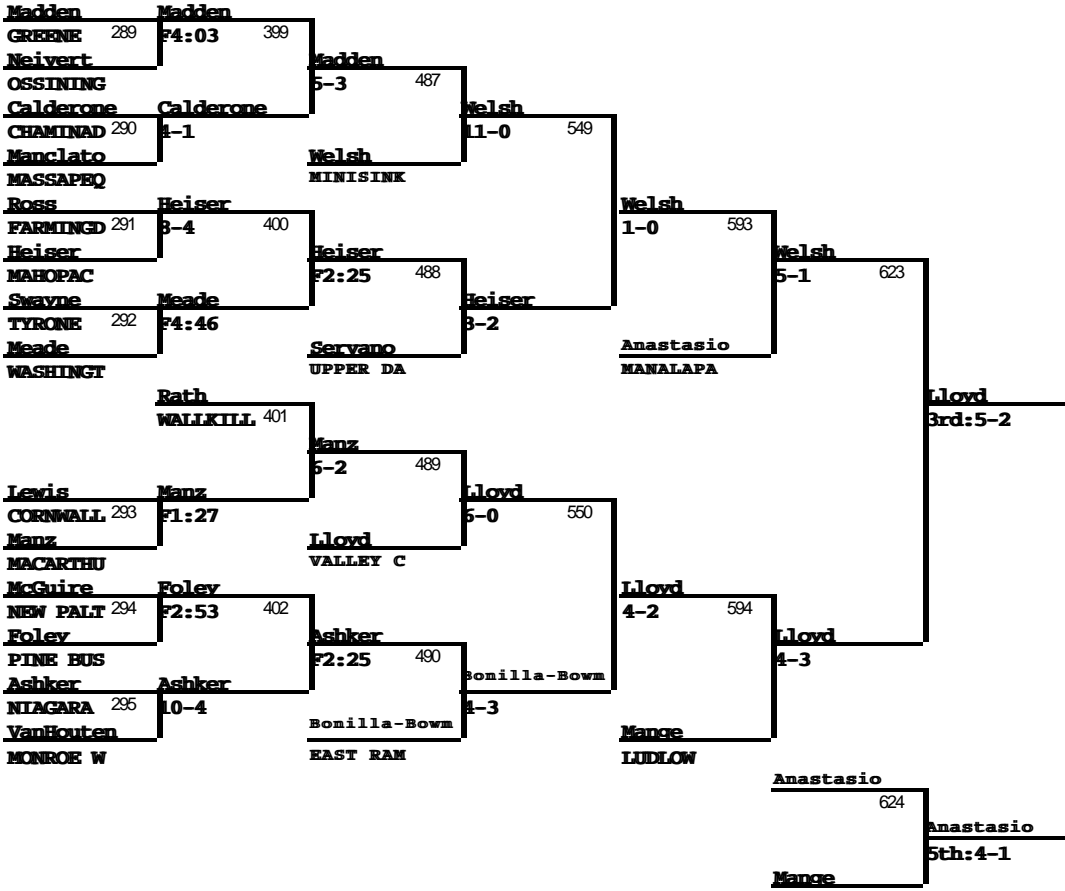 Madden Madden
GREENE 289 F4:03 399
Neivert Madden
OSSINING 5-3 487
Calderone Calderone Welsh
CHAMINAD 290 4-1 11-0 549
Manclato Welsh
MASSAPEQ MINISINK
Ross Heiser Welsh
FARMINGD 291 8-4 400 1-0 593
Heiser Heiser Welsh
MAHOPAC F2:25 488 5-1 623
Swayne Meade Heiser
TYRONE 292 F4:46 3-2
Meade Servano Anastasio
WASHINGT UPPER DA MANALAPA
Rath Lloyd
WALLKILL 401 3rd:5-2
Manz
6-2 489
Lewis Manz Lloyd
CORNWALL 293 F1:27 6-0 550
Manz Lloyd
MACARTHU VALLEY C
McGuire Foley Lloyd
NEW PALT 294 F2:53 402 4-2 594
Foley Ashker Lloyd
PINE BUS F2:25 490 4-3
Ashker Ashker Bonilla-Bowm
NIAGARA 295 10-4 4-3
VanHouten Bonilla-Bowm Mange
MONROE W EAST RAM LUDLOW
Anastasio
624
Anastasio
5th:4-1
Mange